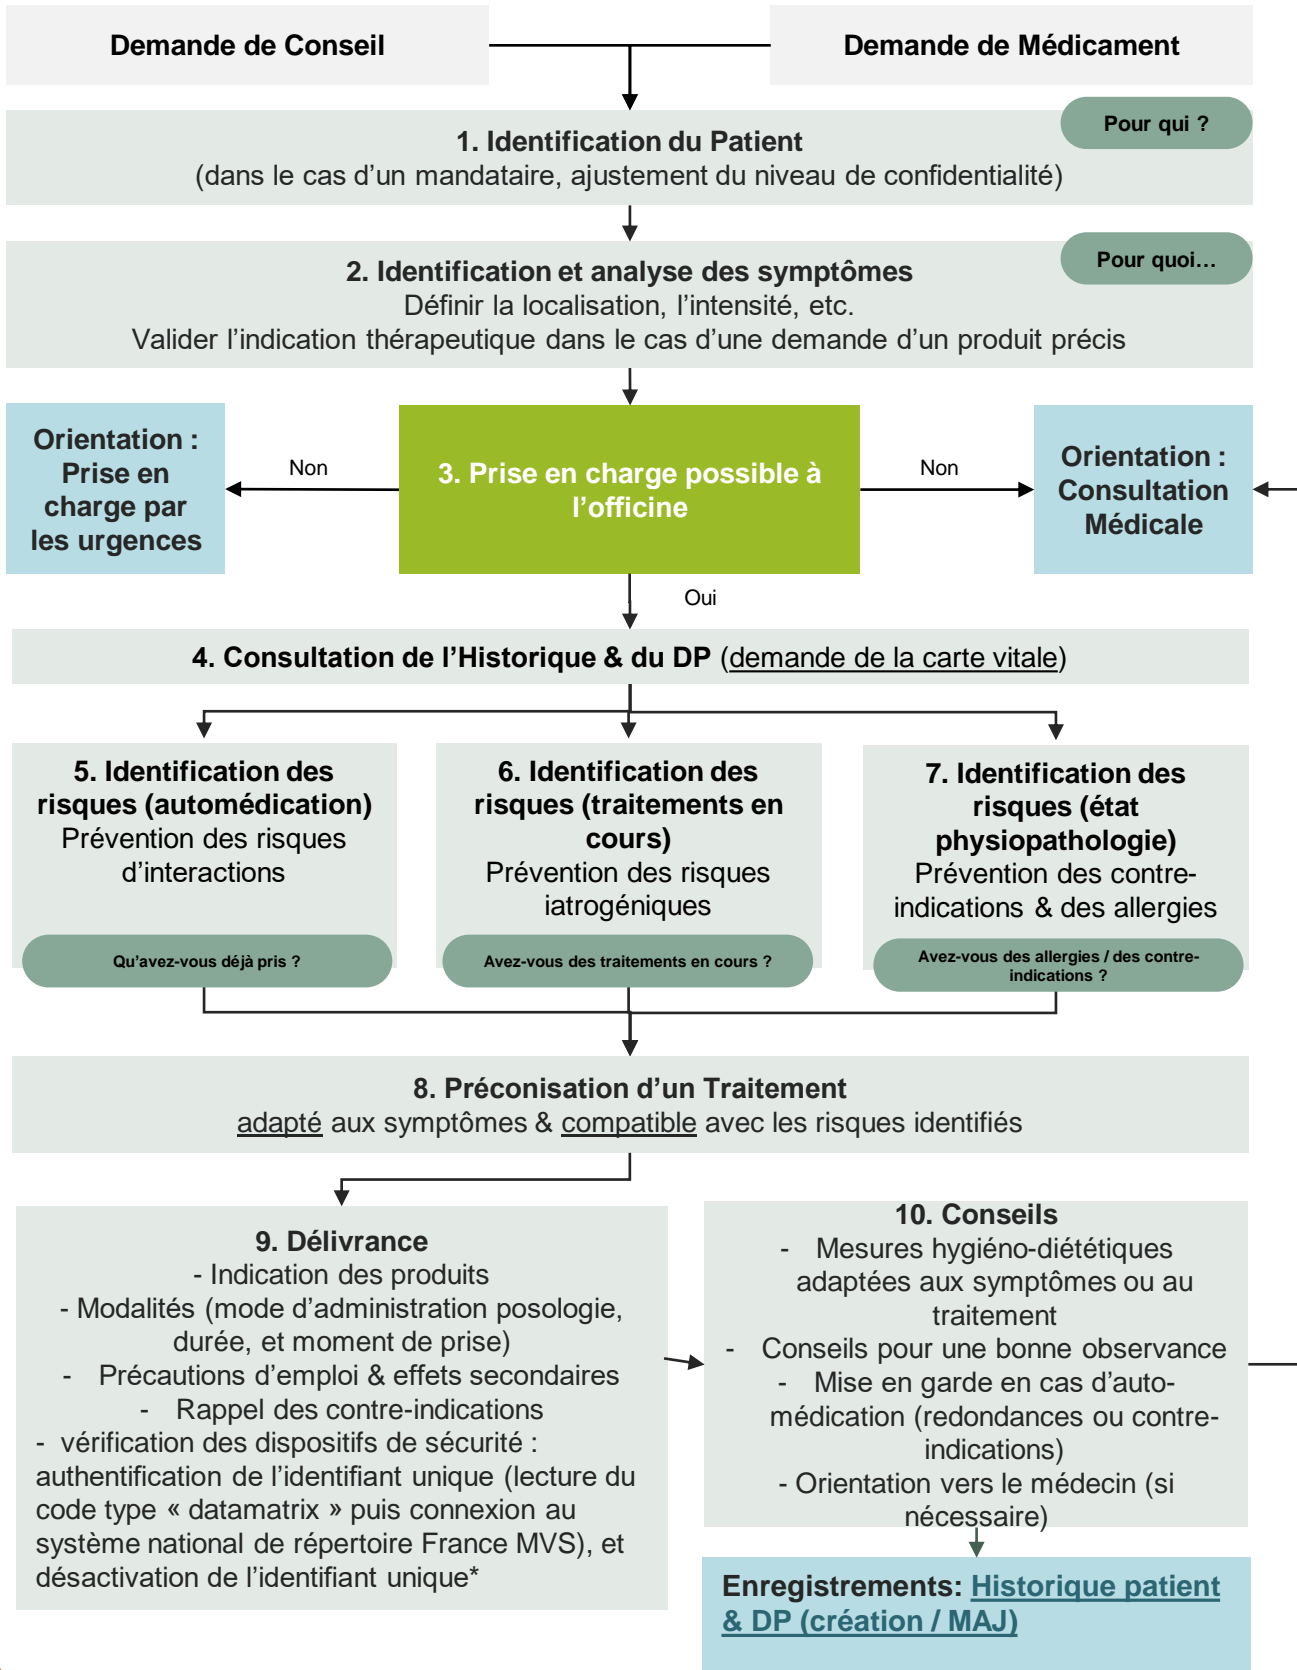 Demande de Conseil
Demande de Médicament
Pour qui ?
1. Identification du Patient
(dans le cas d’un mandataire, ajustement du niveau de confidentialité)
Pour quoi…
2. Identification et analyse des symptômes
Définir la localisation, l’intensité, etc.
Valider l’indication thérapeutique dans le cas d’une demande d’un produit précis
Orientation :
Prise en
charge par
les urgences
Non
3. Prise en charge possible à
l’officine
Non
Orientation :
Consultation
Médicale
Oui
4. Consultation de l’Historique & du DP (demande de la carte vitale)
5. Identification des
risques (automédication)
Prévention des risques
d’interactions
Qu’avez-vous déjà pris ?
6. Identification des
risques (traitements en
cours)
Prévention des risques
iatrogéniques
Avez-vous des traitements en cours ?
7. Identification des
risques (état
physiopathologie)
Prévention des contre-
indications & des allergies
Avez-vous des allergies / des contre-
indications ?
8. Préconisation d’un Traitement
adapté aux symptômes & compatible avec les risques identifiés
9. Délivrance
- Indication des produits
- Modalités (mode d’administration posologie,
durée, et moment de prise)
- Précautions d’emploi & effets secondaires
- Rappel des contre-indications
- vérification des dispositifs de sécurité :
authentification de l’identifiant unique (lecture du
code type « datamatrix » puis connexion au
système national de répertoire France MVS), et
désactivation de l’identifiant unique*
10. Conseils
- Mesures hygiéno-diététiques
adaptées aux symptômes ou au
traitement
- Conseils pour une bonne observance
- Mise en garde en cas d’auto-
médication (redondances ou contre-
indications)
- Orientation vers le médecin (si
nécessaire)
Enregistrements: Historique patient
& DP (création / MAJ)